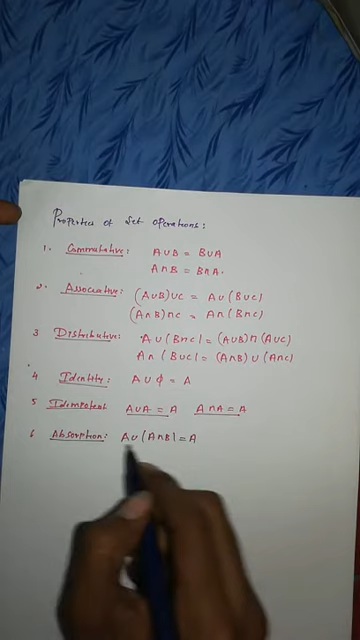 Properties of Set Operations:
1. Commutative: A∪B = B∪A
A∩B = B∩A.
2. Associative: (A∪B)∪C = A∪(B∪C)
(A∩B)∩C = A∩(B∩C)
3 Distributive: A∪(B∩C) = (A∪B)∩(A∪C)
A∩(B∪C) = (A∩B)∪(A∩C)
4 Identity: A∪ϕ = A
5 Idempotent A∪A = A A∩A = A
6 Absorption: A∪(A∩B) = A